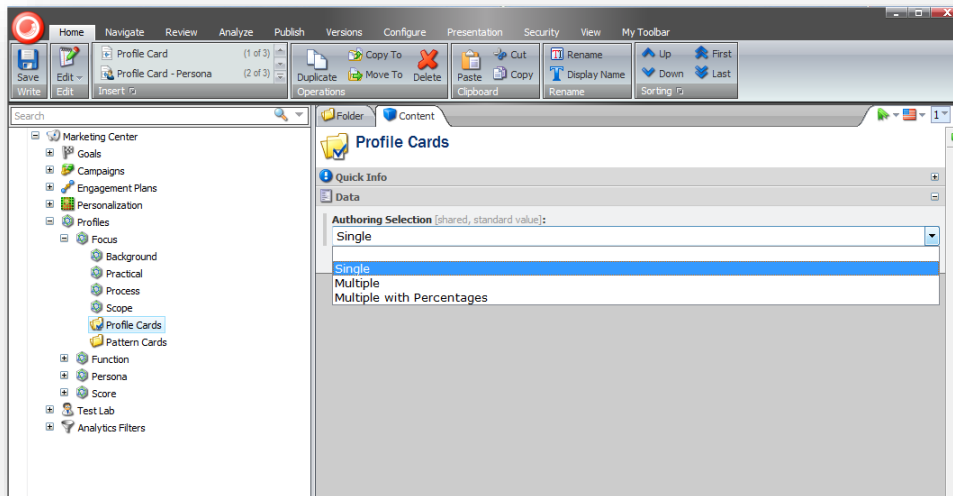 Home Navigate Review Analyze Publish Versions Configure Presentation Security View My Toolbar
Save
Write
Edit
Edit
Profile Card (1 of 3)
Profile Card - Persona (2 of 3)
Insert
Duplicate
Copy To
Move To
Delete
Operations
Paste
Cut
Copy
Clipboard
Rename
Display Name
Rename
Up
First
Down
Last
Sorting
Search
Marketing Center
Goals
Campaigns
Engagement Plans
Personalization
Profiles
Focus
Background
Practical
Process
Scope
Profile Cards
Pattern Cards
Function
Persona
Score
Test Lab
Analytics Filters
Folder
Content
1
Profile Cards
Quick Info
Data
Authoring Selection [shared, standard value]:
Single
Single
Multiple
Multiple with Percentages